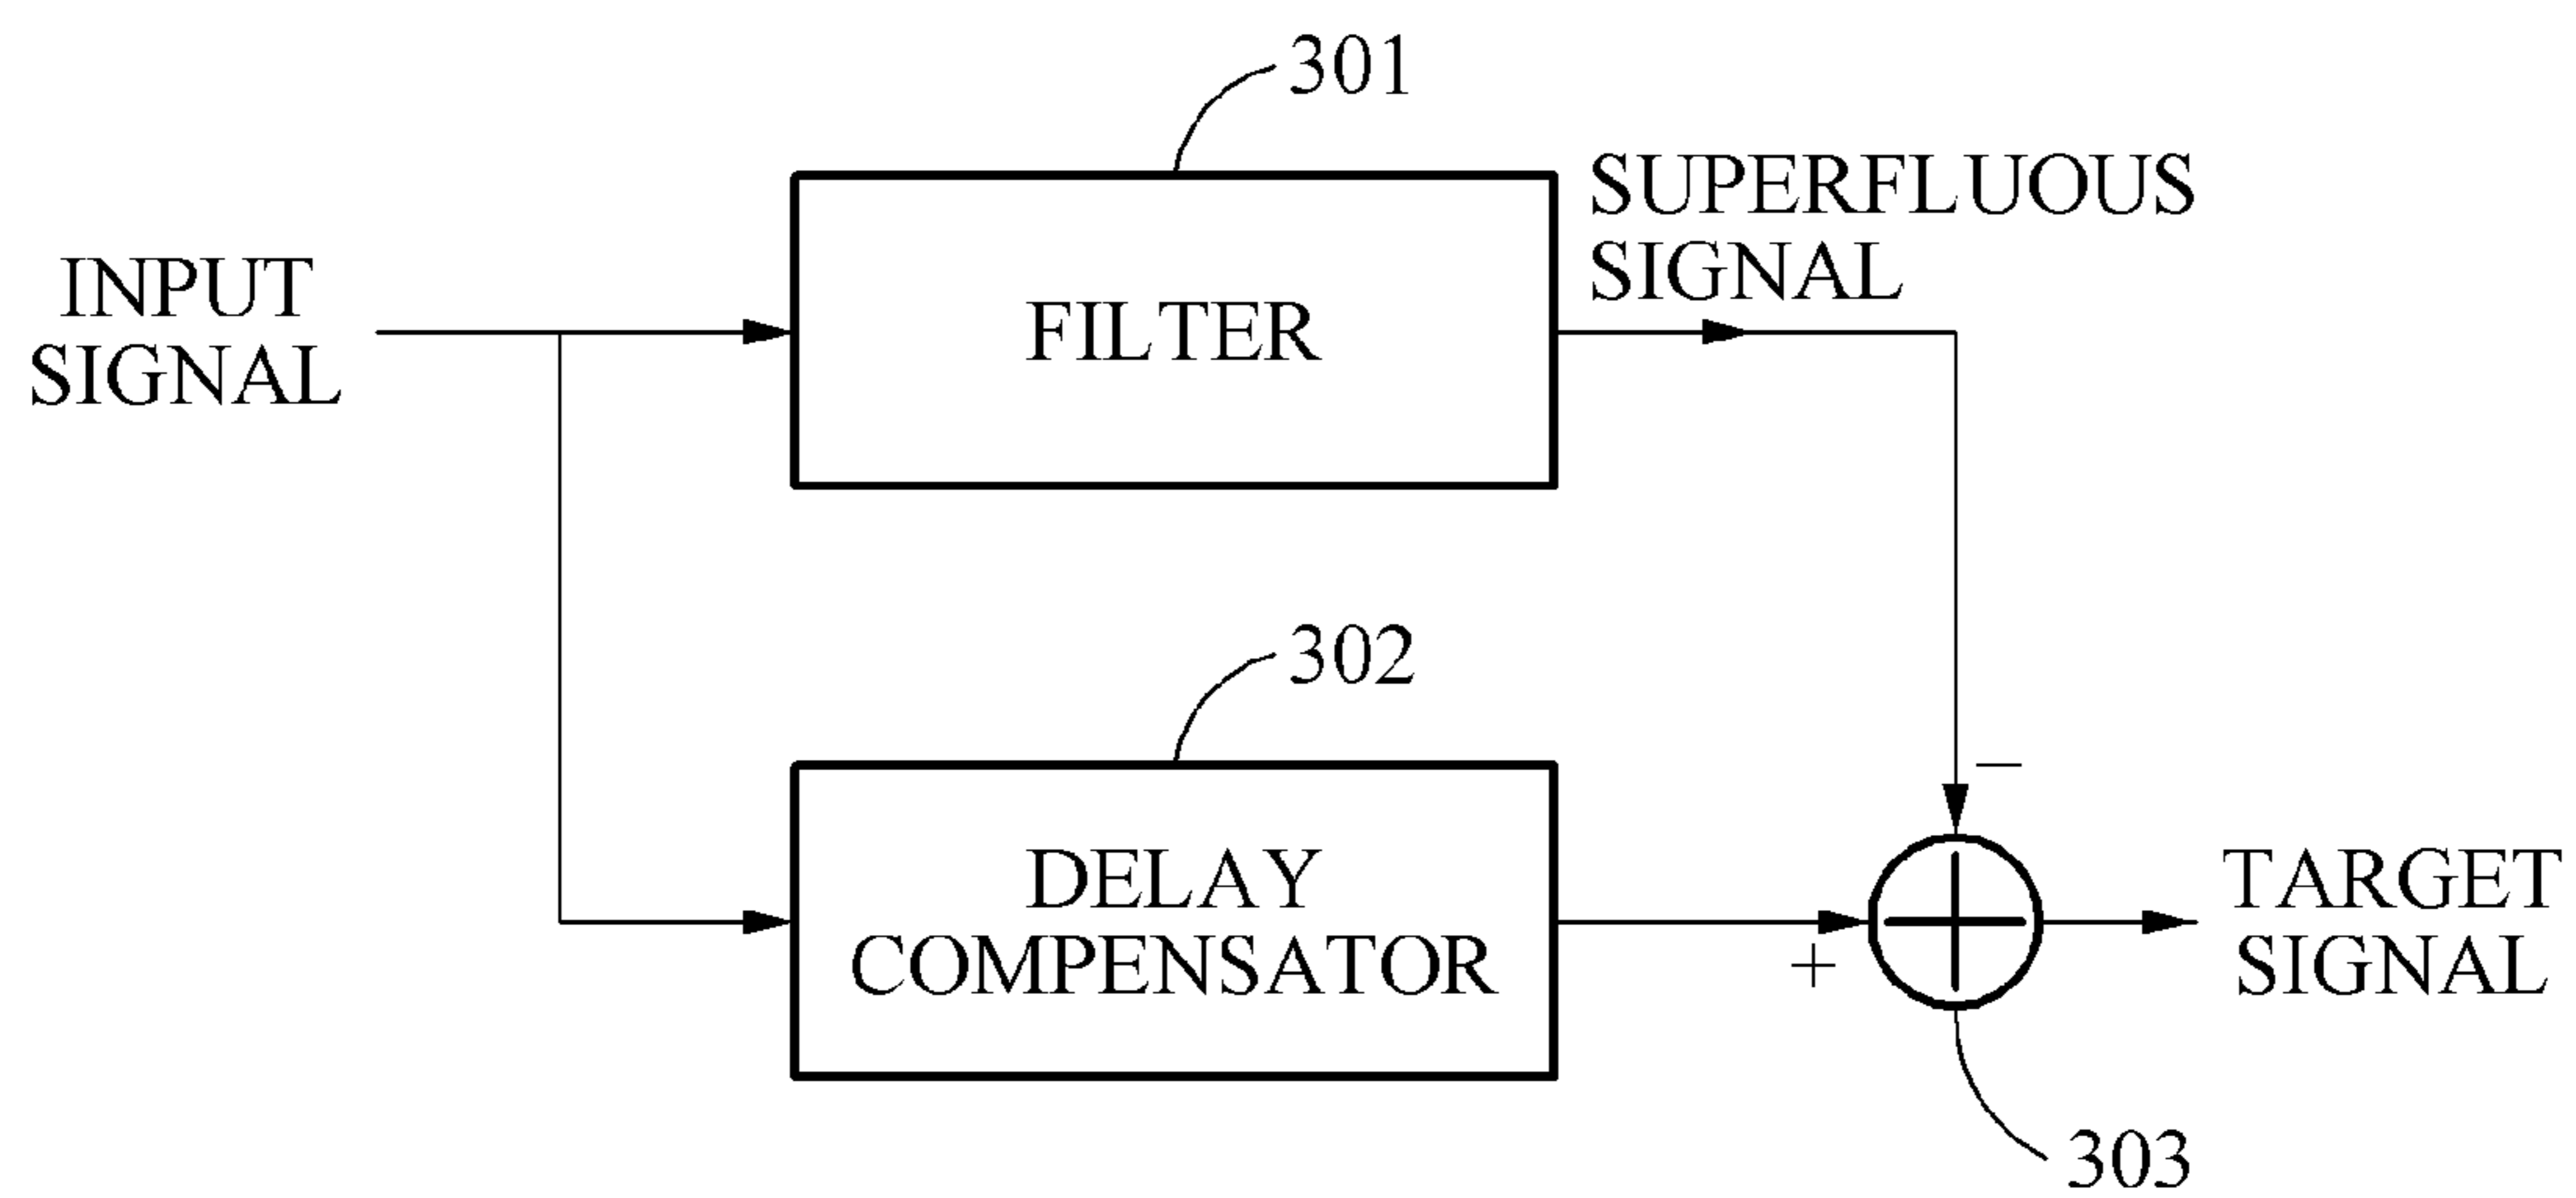 301
SUPERFLUOUS
SIGNAL
INPUT
SIGNAL
FILTER
302
−
DELAY
COMPENSATOR
+
TARGET
SIGNAL
303